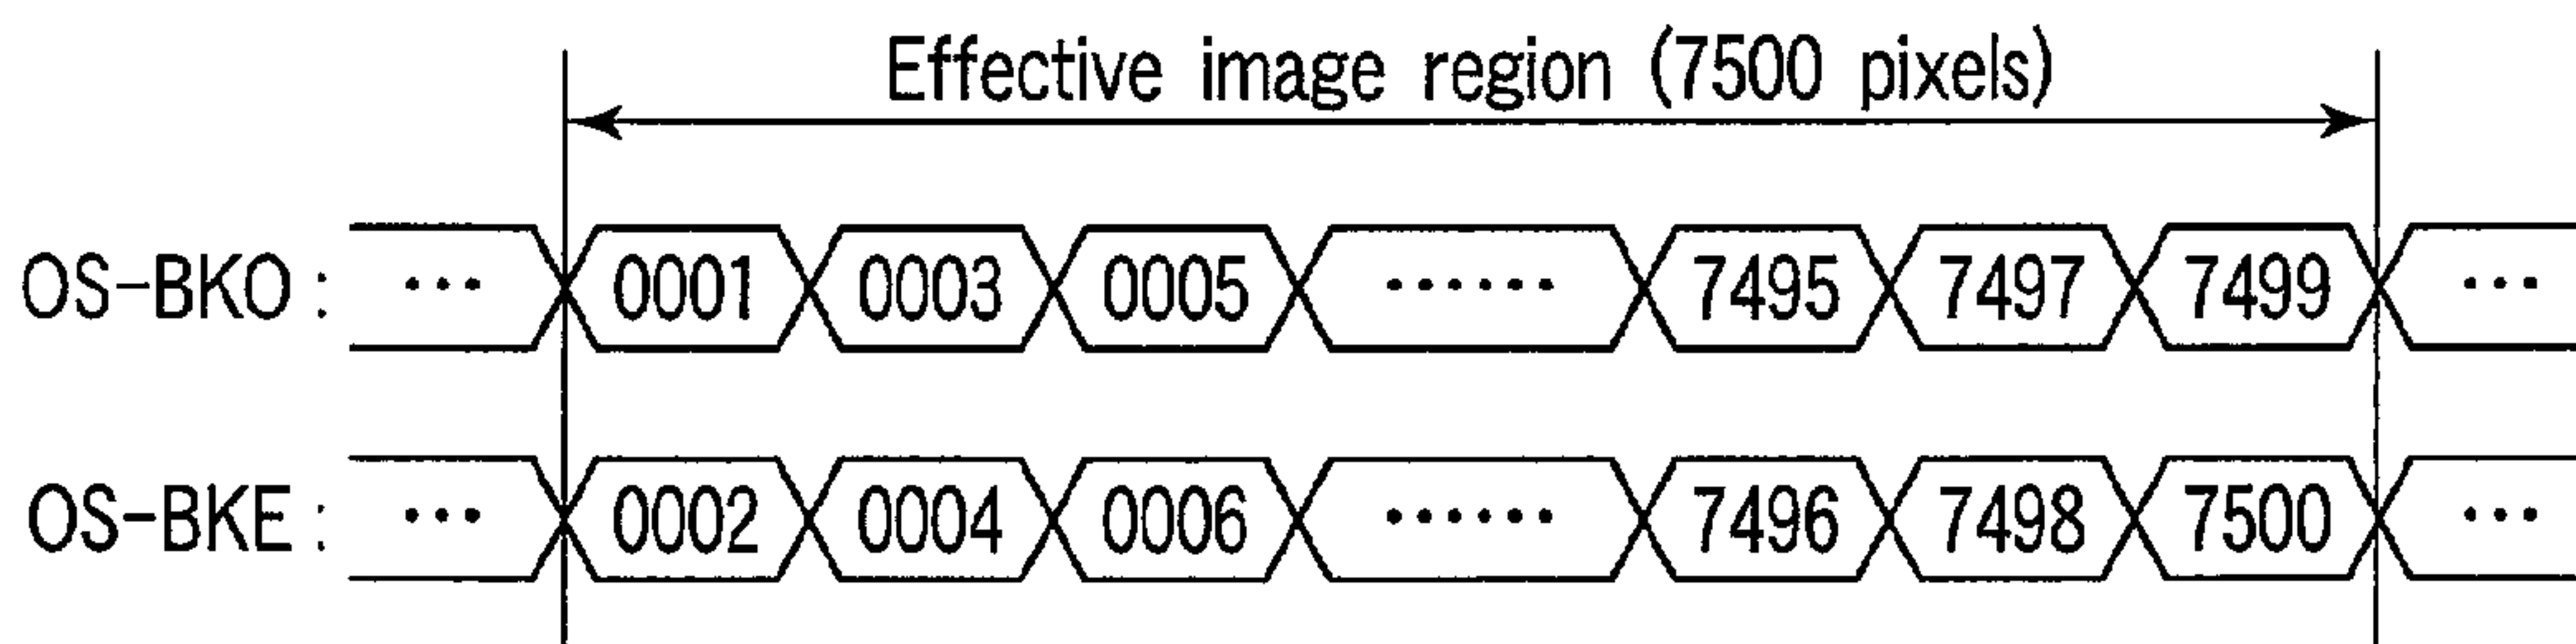 Effective image region (7500 pixels)
OS-BKO : ... 0001 0003 0005 ...... 7495 7497 7499 ...
OS-BKE : ... 0002 0004 0006 ...... 7496 7498 7500 ...